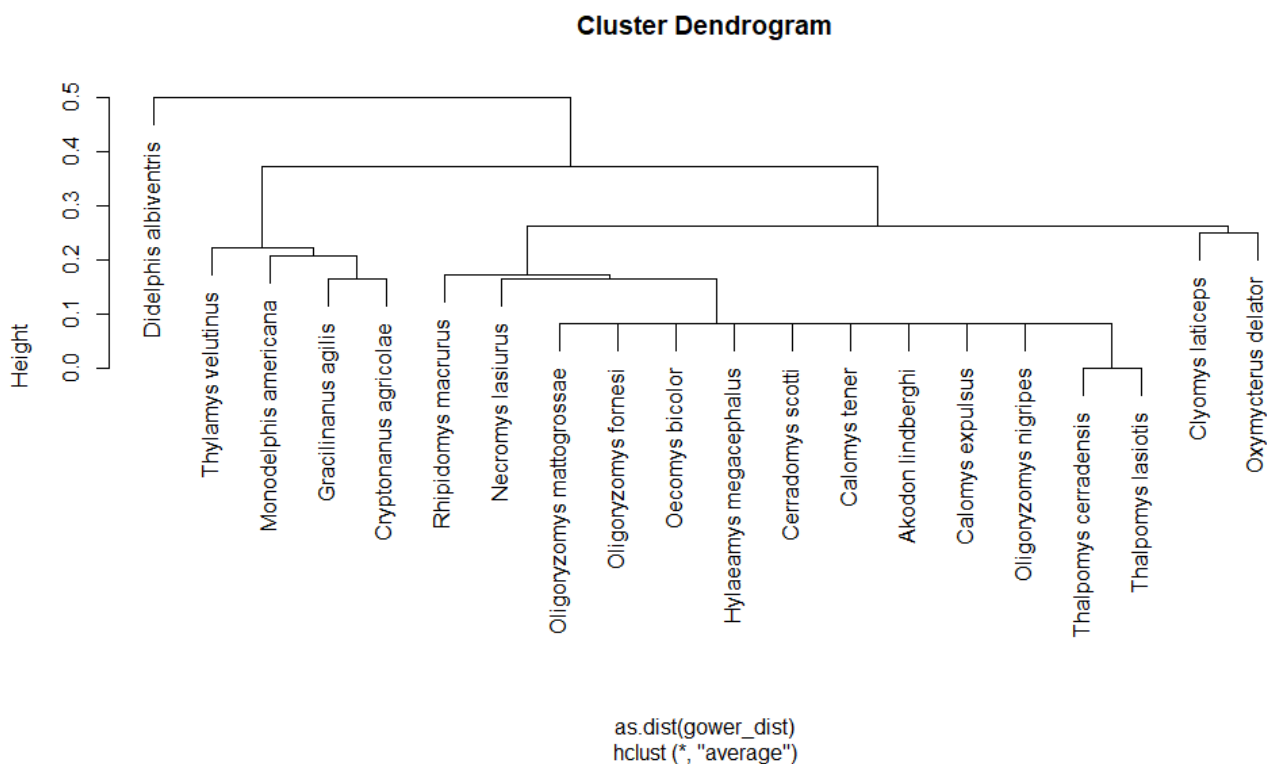 Cluster Dendrogram
Height
0.5
0.4
0.3
0.2
0.1
0.0
Didelphis albiventris
Thylamys velutinus
Monodelphis americana
Gracilinanus agilis
Cryptonanus agricolae
Rhipidomys macrurus
Necromys lasiurus
Oligoryzomys mattogrossae
Oligoryzomys fornesi
Oecomys bicolor
Hylaeamys megacephalus
Cerradomys scotti
Calomys tener
Akodon lindberghi
Calomys expulsus
Oligoryzomys nigripes
Thalpomys cerradensis
Thalpomys lasiotis
Clyomys laticeps
Oxymycterus delator
as.dist(gower_dist)
hclust (*, "average")